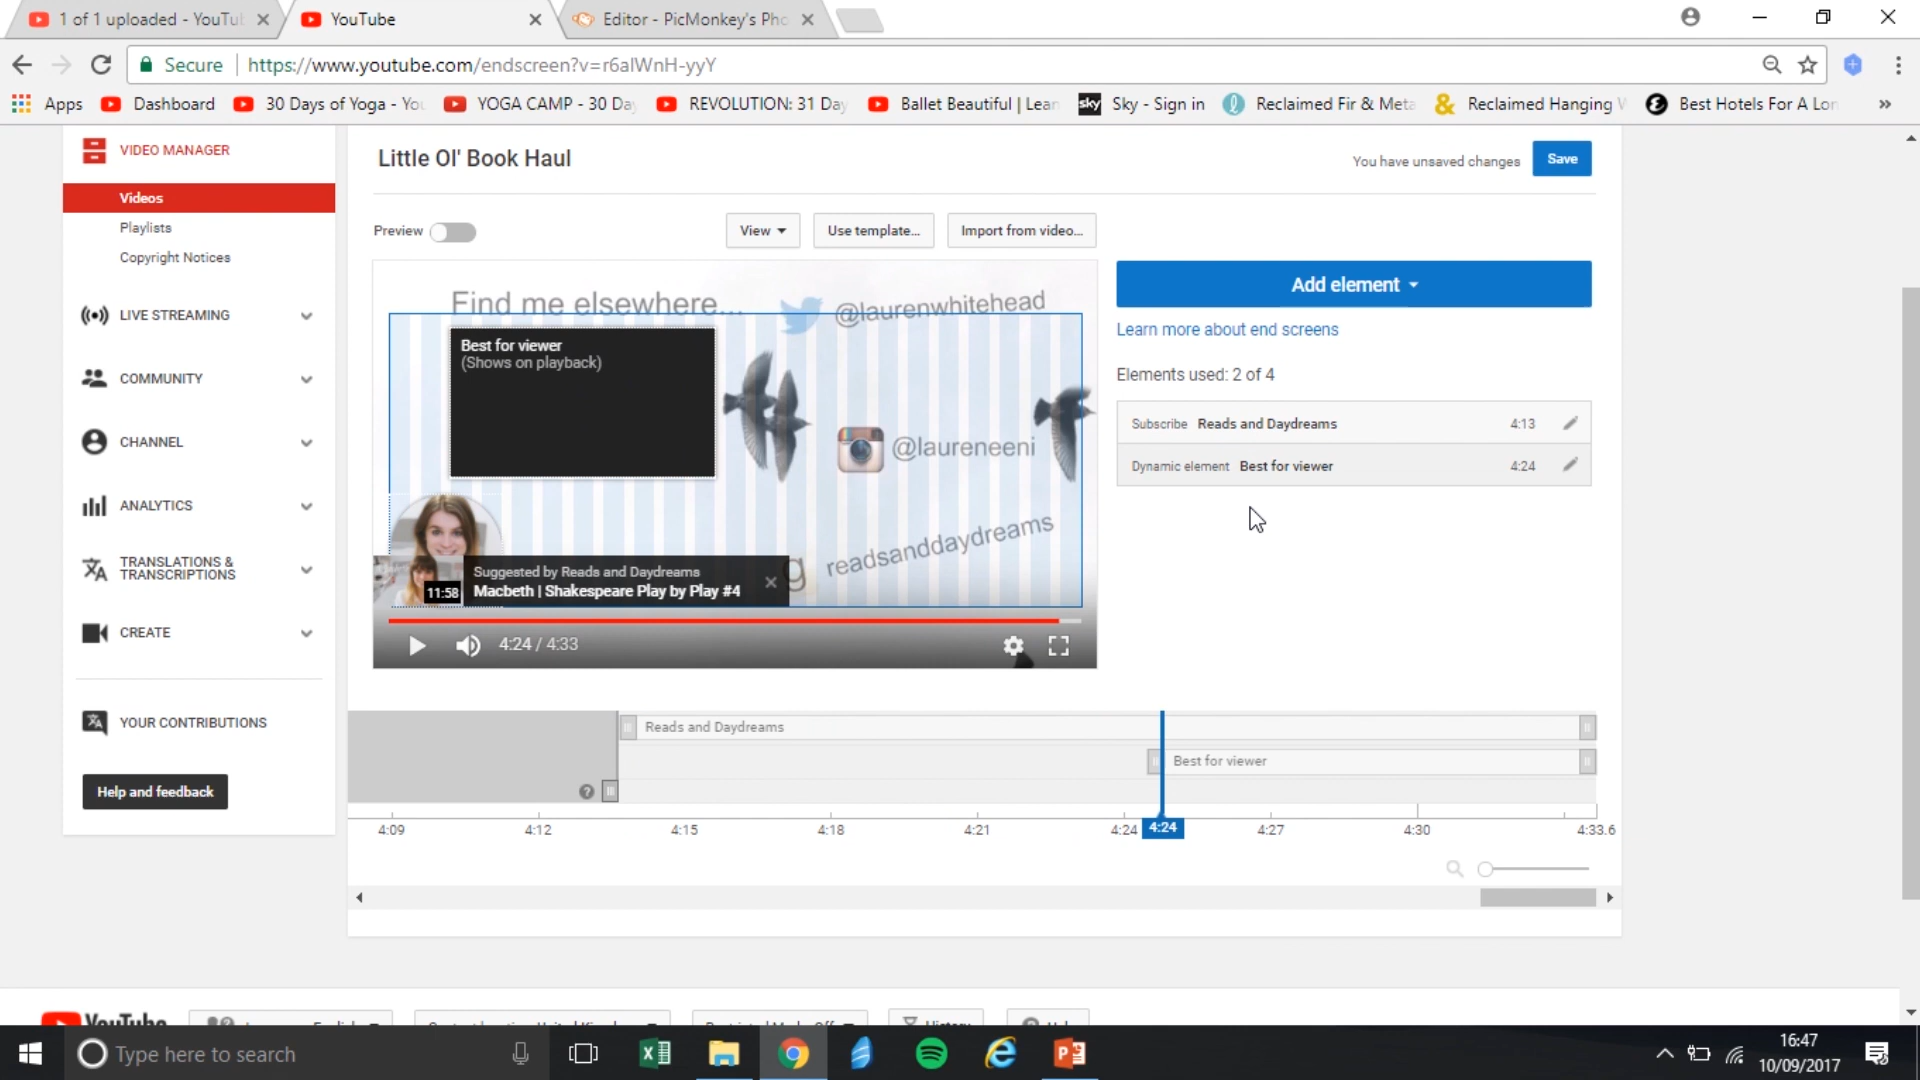 1 of 1 uploaded - YouTu
YouTube
Editor - PicMonkey's Pho
Secure
https://www.youtube.com/endscreen?v=r6alWnH-yyY
Apps
Dashboard
30 Days of Yoga - You
YOGA CAMP - 30 Da
REVOLUTION: 31 Day
Ballet Beautiful | Lean
sky
Sky - Sign in
Reclaimed Fir & Meta
Reclaimed Hanging
Best Hotels For A Lon
VIDEO MANAGER
Videos
Playlists
Copyright Notices
LIVE STREAMING
COMMUNITY
CHANNEL
ANALYTICS
TRANSLATIONS &
TRANSCRIPTIONS
CREATE
YOUR CONTRIBUTIONS
Help and feedback
Little Ol' Book Haul
You have unsaved changes
Save
Preview
View
Use template...
Import from video...
Find me elsewhere...
@laurenwhitehead
Best for viewer
(Shows on playback)
@laureneeni
readsanddaydreams
g
11:58
Suggested by Reads and Daydreams
Macbeth | Shakespeare Play by Play #4
4:24 / 4:33
Add element
Learn more about end screens
Elements used: 2 of 4
Subscribe Reads and Daydreams 4:13
Dynamic element Best for viewer 4:24
Reads and Daydreams
Best for viewer
4:09 4:12 4:15 4:18 4:21 4:24 4:24 4:27 4:30 4:33.6
YouTube
Type here to search
16:47
10/09/2017